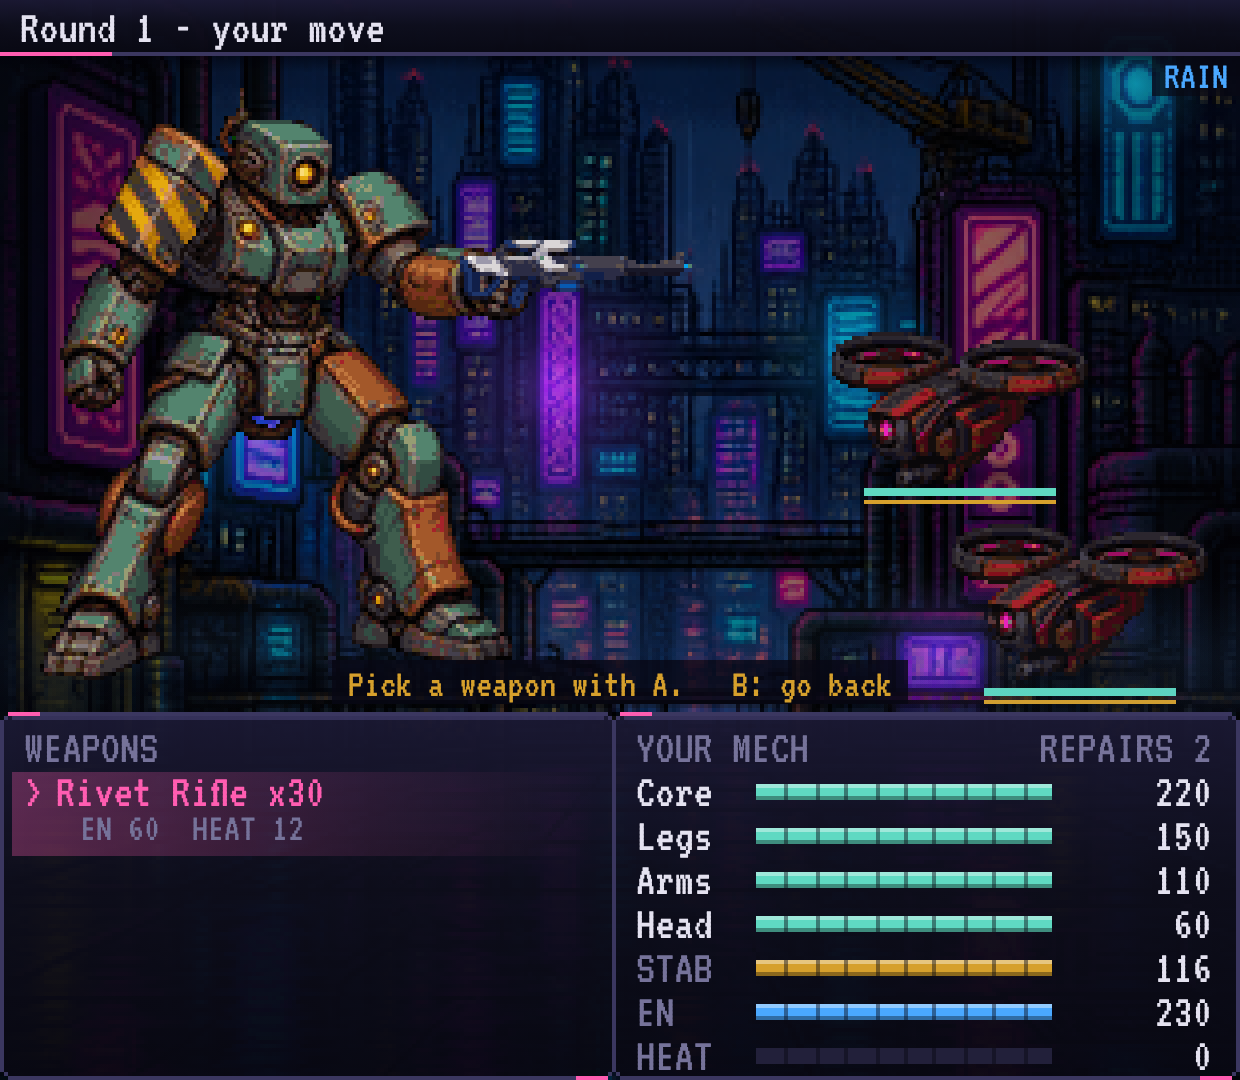 Round 1 - your move
RAIN
Pick a weapon with A.   B: go back
WEAPONS
> Rivet Rifle x30
EN 60  HEAT 12
YOUR MECH REPAIRS 2
Core 220
Legs 150
Arms 110
Head 60
STAB 116
EN 230
HEAT 0